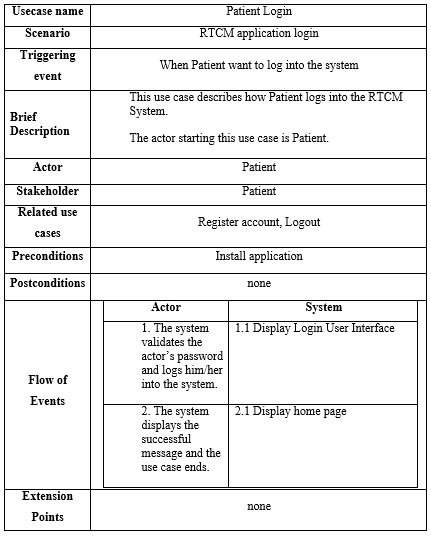 Usecase name
Patient Login
Scenario
RTCM application login
Triggering
event
When Patient want to log into the system
Brief
Description
This use case describes how Patient logs into the RTCM
System.
The actor starting this use case is Patient.
Actor
Patient
Stakeholder
Patient
Related use
cases
Register account, Logout
Preconditions
Install application
Postconditions
none
Flow of
Events
Actor
System
1. The system
validates the
actor's password
and logs him/her
into the system.
1.1 Display Login User Interface
2. The system
displays the
successful
message and the
use case ends.
2.1 Display home page
Extension
Points
none